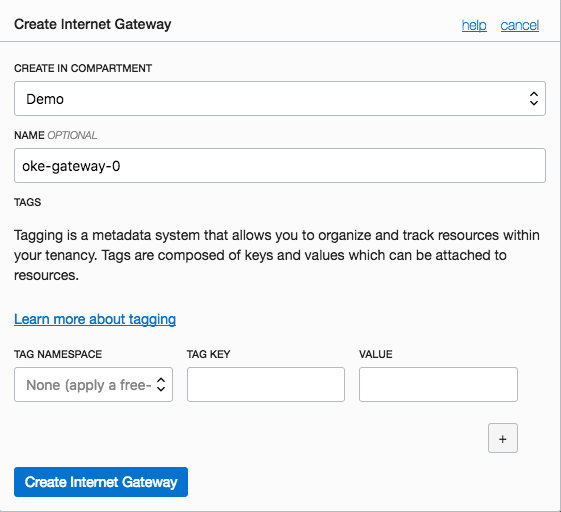 Create Internet Gateway help cancel
CREATE IN COMPARTMENT
Demo
NAME OPTIONAL
oke-gateway-0
TAGS
Tagging is a metadata system that allows you to organize and track resources within
your tenancy. Tags are composed of keys and values which can be attached to
resources.
Learn more about tagging
TAG NAMESPACE TAG KEY VALUE
None (apply a free-
+
Create Internet Gateway